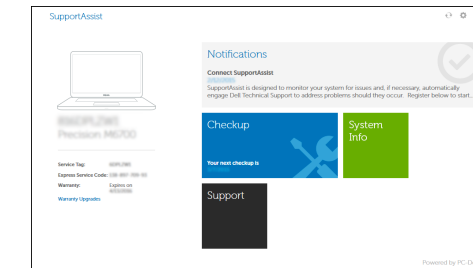 SupportAssist
Notifications
Connect SupportAssist
SupportAssist is designed to monitor your system for issues and, if necessary, automatically
engage Dell Technical Support to address problems should they occur. Register below to start.
Precision M6700
Checkup
System
Info
Your next checkup is
Service Tag:
Express Service Code:
Warranty:
Expires on
Warranty Upgrades
Support
Powered by PC-D